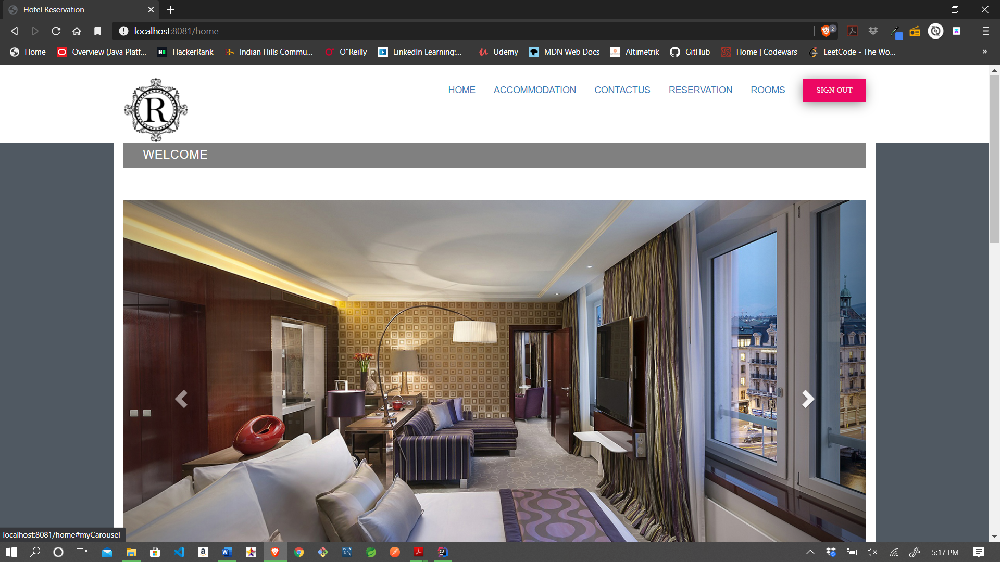 Hotel Reservation
localhost:8081/home
2
Home
Overview (Java Platf...
HackerRank
Indian Hills Commu...
O"Reilly
LinkedIn Learning:...
Udemy
MDN Web Docs
Altimetrik
GitHub
Home | Codewars
LeetCode - The Wo...
»
R
HOME
ACCOMMODATION
CONTACTUS
RESERVATION
ROOMS
SIGN OUT
WELCOME
localhost:8081/home#myCarousel
5:17 PM